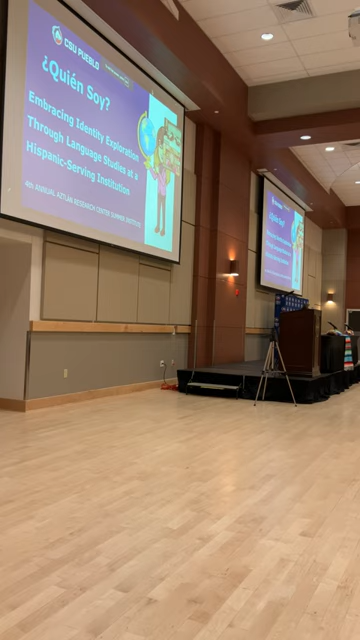 CSU PUEBLO
¿Quién Soy?
Embracing Identity Exploration
Through Language Studies at a
Hispanic-Serving Institution
4th ANNUAL AZTLAN RESEARCH CENTER SUMMER INSTITUTE
¿Quién Soy?